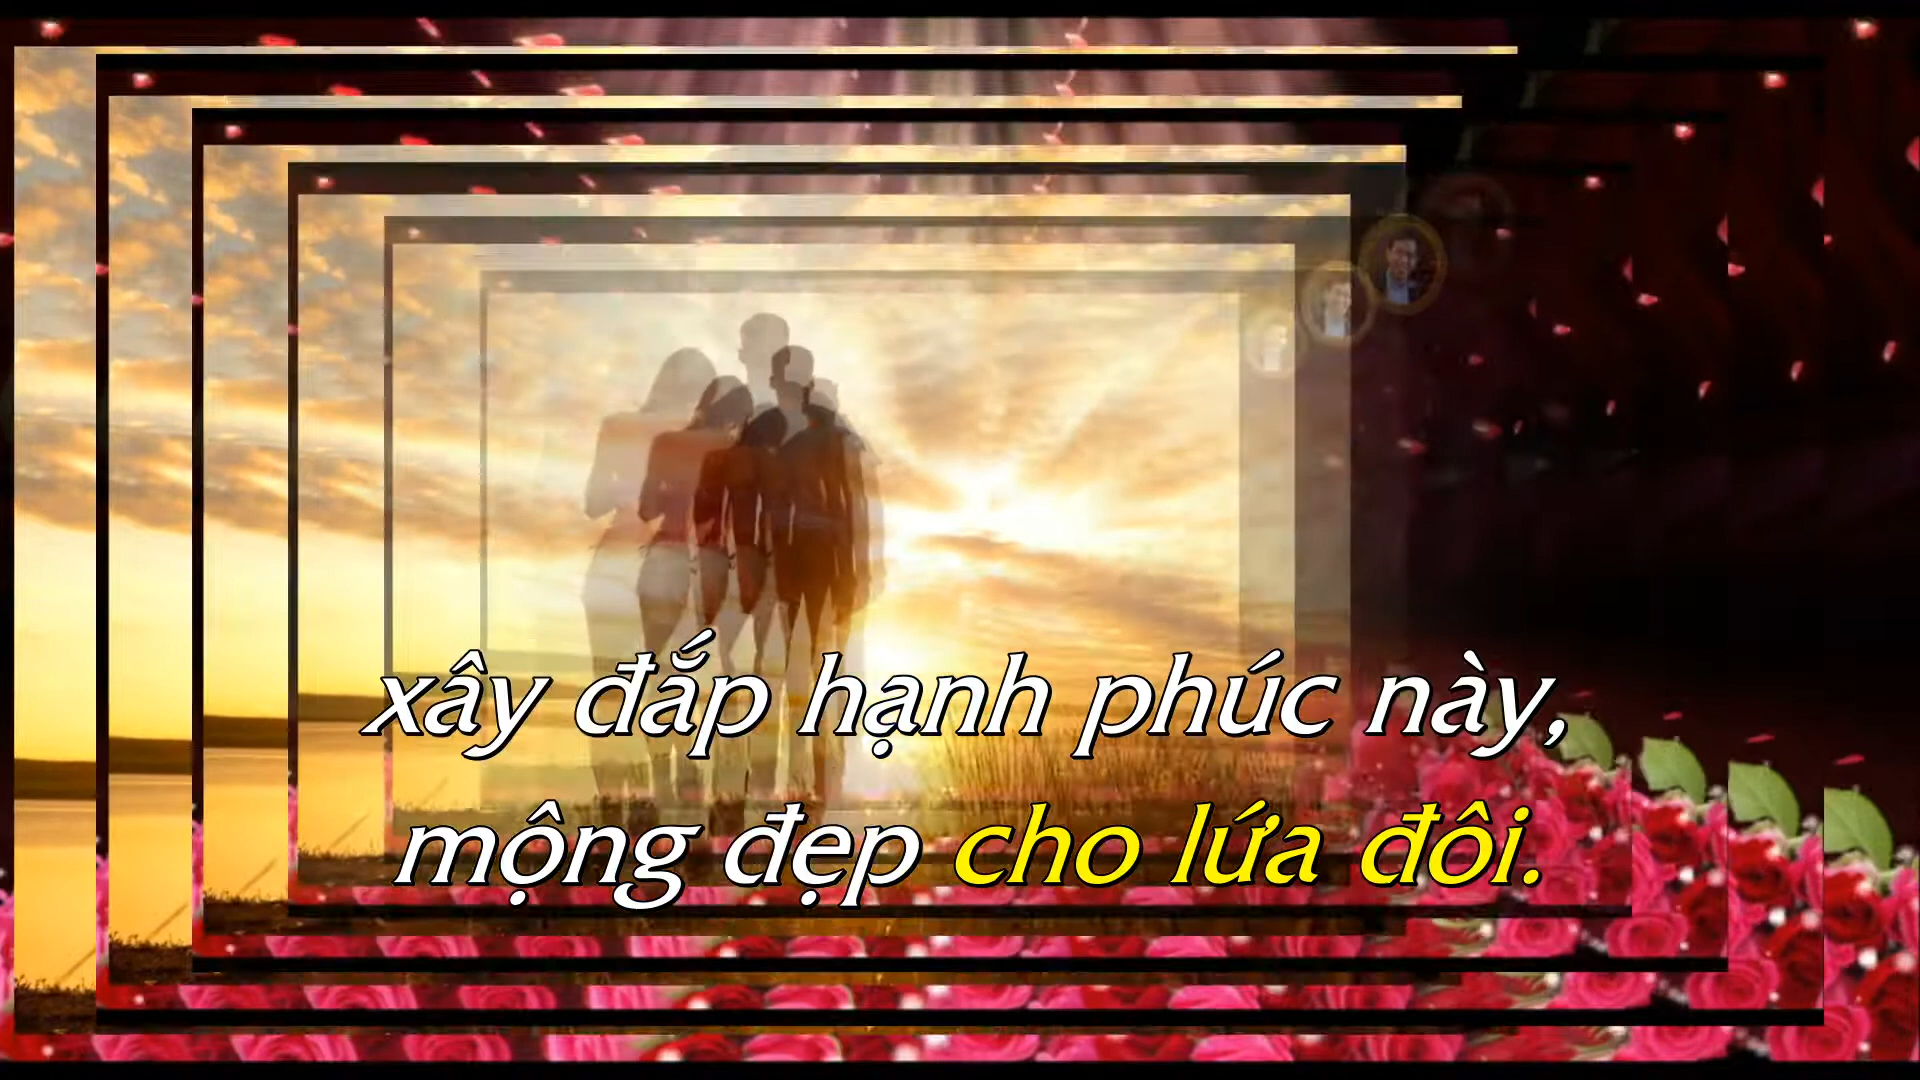 xây đắp hạnh phúc này,
mộng đẹp cho lứa đôi.